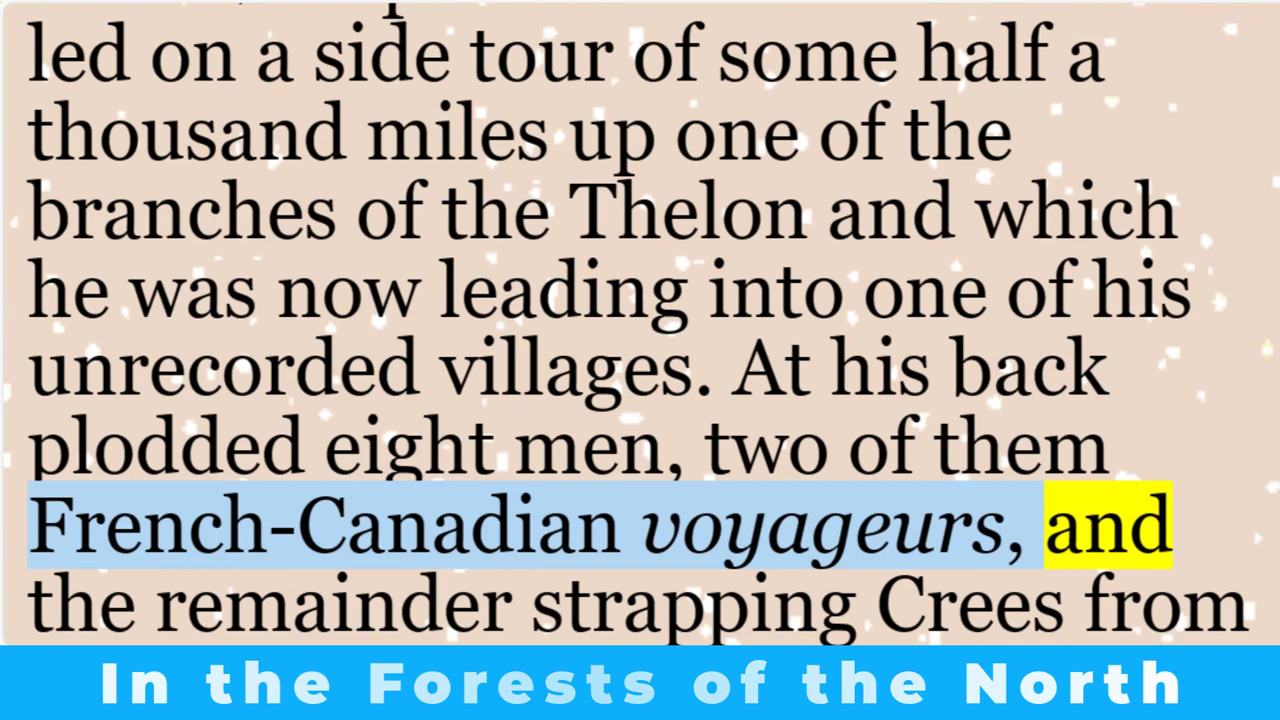 led on a side tour of some half a
thousand miles up one of the
branches of the Thelon and which
he was now leading into one of his
unrecorded villages. At his back
plodded eight men, two of them
French-Canadian voyageurs, and
the remainder strapping Crees from
In the Forests of the North